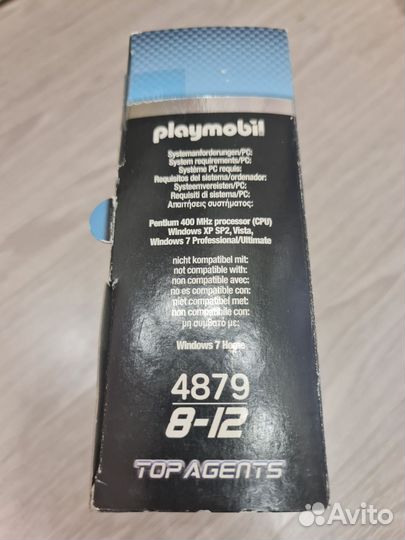 playmobil
Systemanforderungen/PC:
System requirements/PC:
Système PC requis:
Requisitos del sistema/ordenador:
Systeemvereisten/PC:
Requisiti di sistema/PC:
Απαιτήσεις συστήματος:
Pentium 400 MHz processor (CPU)
Windows XP SP2, Vista,
Windows 7 Professional/Ultimate
nicht kompatibel mit:
not compatible with:
non compatible avec:
no es compatible con:
niet compatibel met:
non compatibile con:
μη συμβατό με:
Windows 7 Home
4879
8-12
TOP AGENTS
Avito